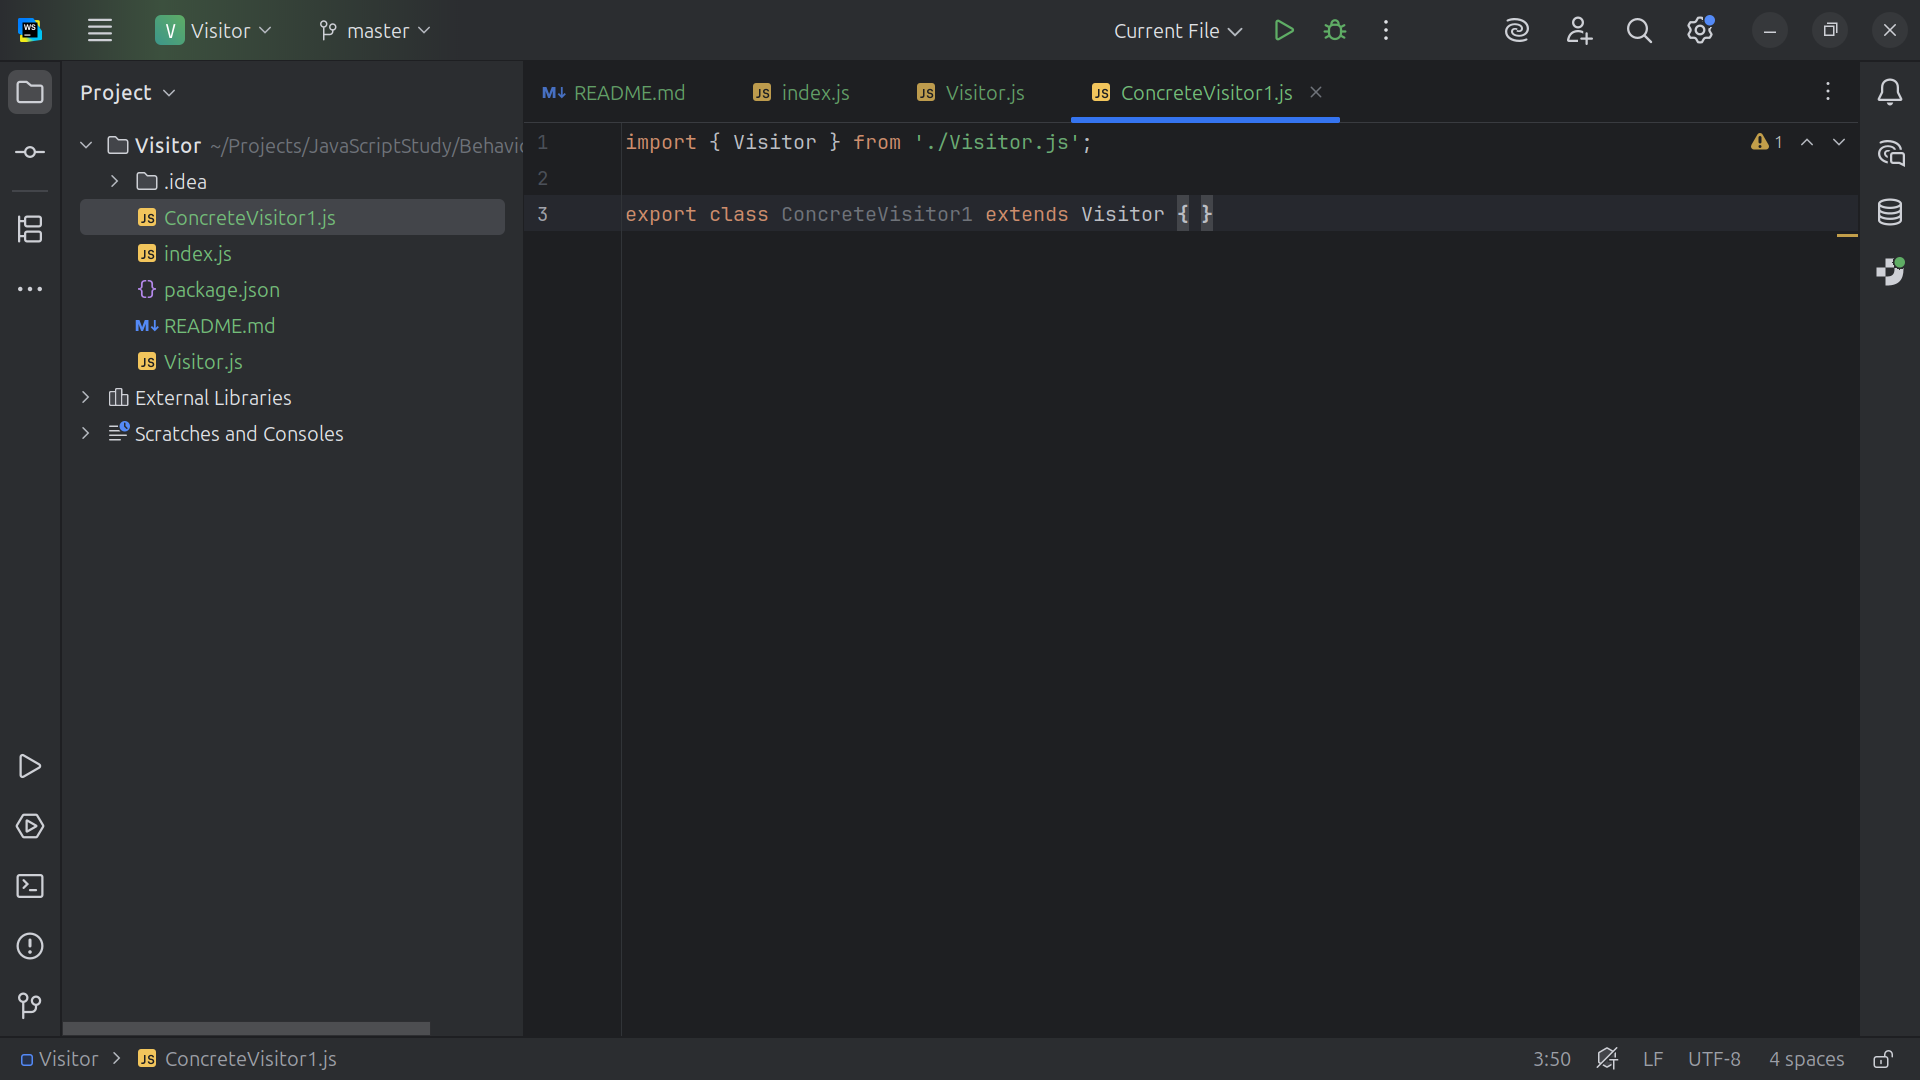 V Visitor
master
Current File
Project
README.md
index.js
Visitor.js
ConcreteVisitor1.js
Visitor ~/Projects/JavaScriptStudy/Behavio
.idea
ConcreteVisitor1.js
index.js
package.json
README.md
Visitor.js
External Libraries
Scratches and Consoles
1 import { Visitor } from './Visitor.js';
2
3 export class ConcreteVisitor1 extends Visitor { }
1
Visitor
ConcreteVisitor1.js
3:50
LF
UTF-8
4 spaces